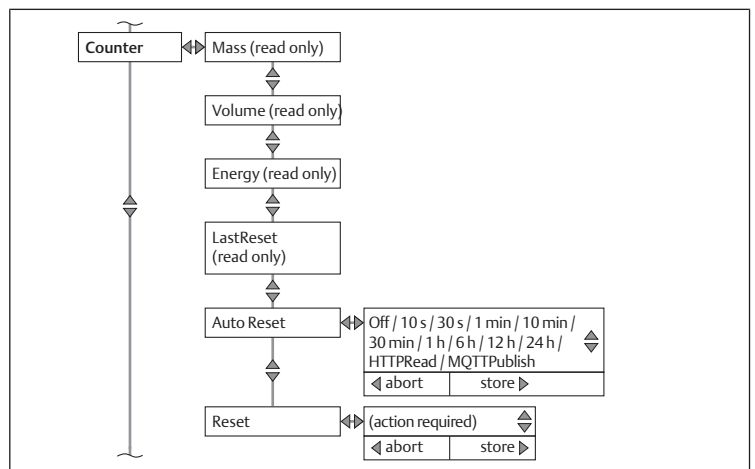 Counter
Mass (read only)
Volume (read only)
Energy (read only)
LastReset
(read only)
Auto Reset
Off / 10 s / 30 s / 1 min / 10 min /
30 min / 1 h / 6 h / 12 h / 24 h /
HTTPRead / MQTTPublish
abort
store
Reset
(action required)
abort
store